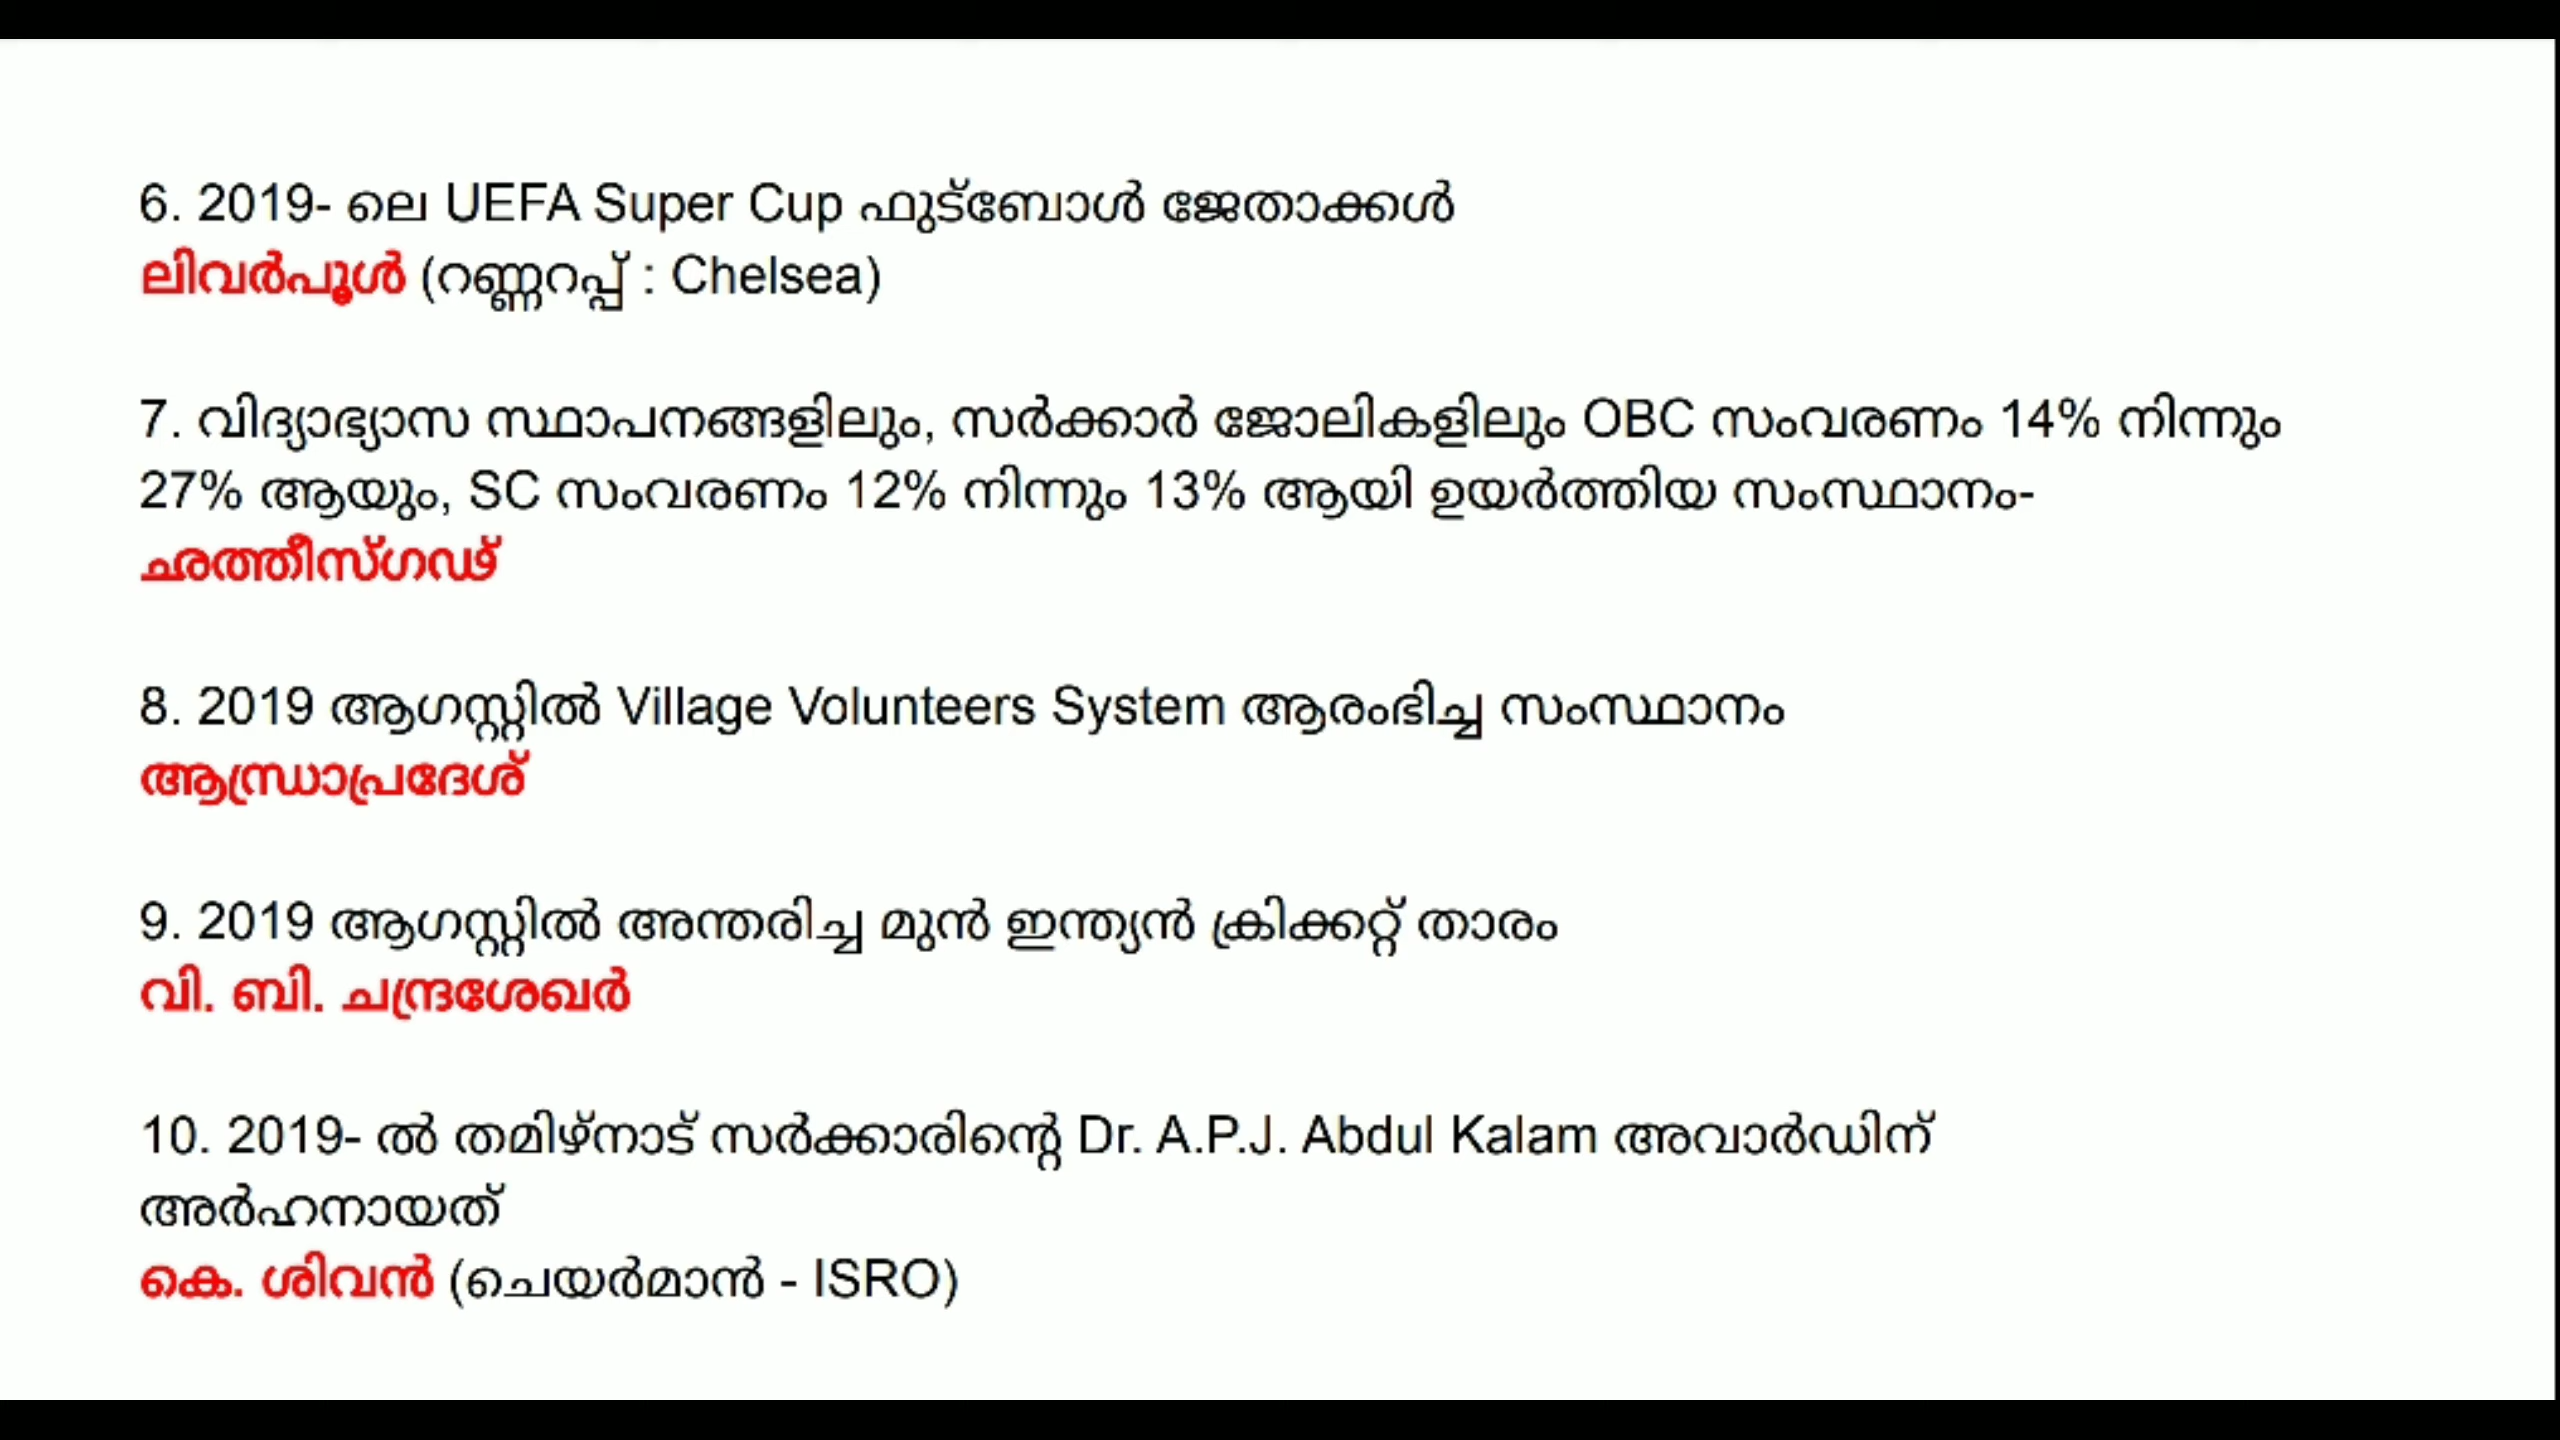 6. 2019- ലെ UEFA Super Cup ഫുട്ബോൾ ജേതാക്കൾ
ലിവർപൂൾ (റണ്ണറപ്പ് : Chelsea)
7. വിദ്യാഭ്യാസ സ്ഥാപനങ്ങളിലും, സർക്കാർ ജോലികളിലും OBC സംവരണം 14% നിന്നും
27% ആയും, SC സംവരണം 12% നിന്നും 13% ആയി ഉയർത്തിയ സംസ്ഥാനം-
ഛത്തീസ്ഗഢ്
8. 2019 ആഗസ്റ്റിൽ Village Volunteers System ആരംഭിച്ച സംസ്ഥാനം
ആന്ധ്രാപ്രദേശ്
9. 2019 ആഗസ്റ്റിൽ അന്തരിച്ച മുൻ ഇന്ത്യൻ ക്രിക്കറ്റ് താരം
വി. ബി. ചന്ദ്രശേഖർ
10. 2019- ൽ തമിഴ്നാട് സർക്കാരിന്റെ Dr. A.P.J. Abdul Kalam അവാർഡിന്
അർഹനായത്
കെ. ശിവൻ (ചെയർമാൻ - ISRO)